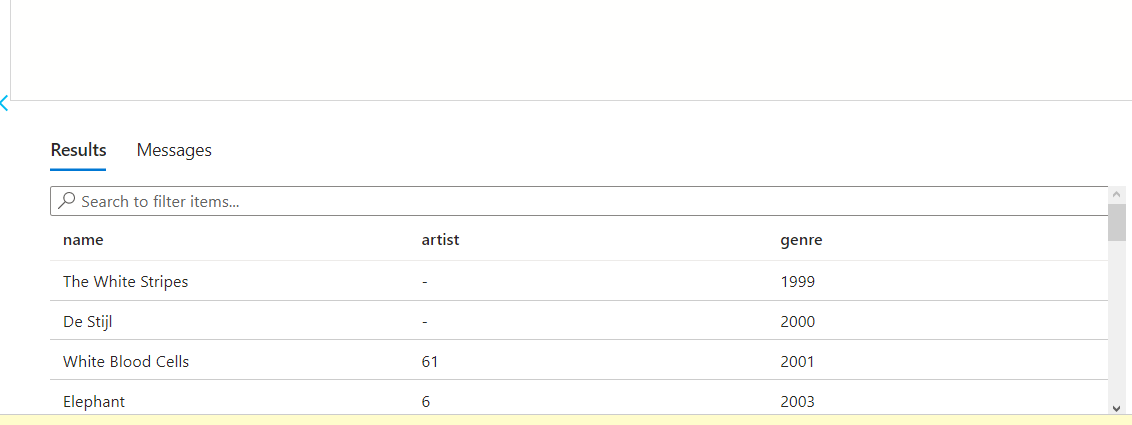 Results Messages
Search to filter items...
name artist genre
The White Stripes - 1999
De Stijl - 2000
White Blood Cells 61 2001
Elephant 6 2003